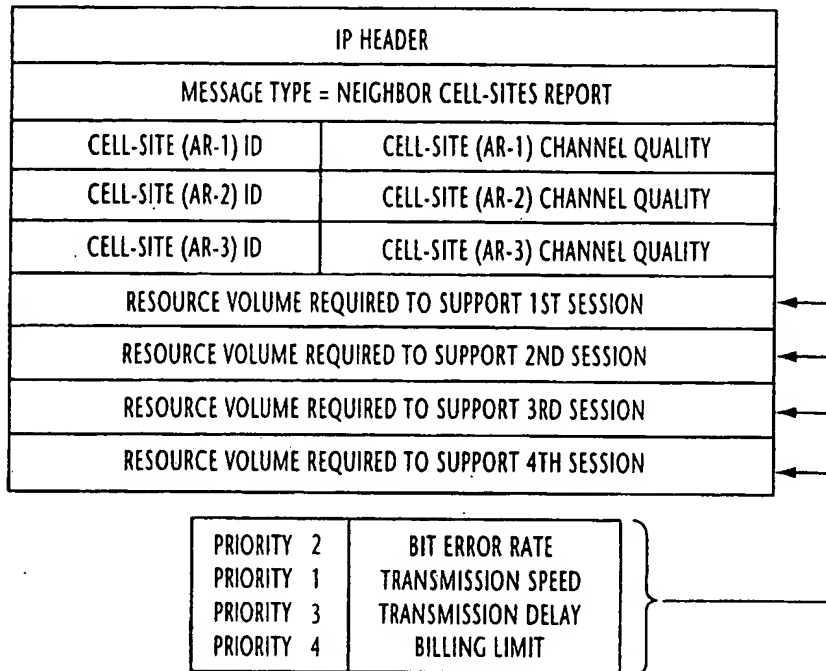 IP HEADER
MESSAGE TYPE = NEIGHBOR CELL-SITES REPORT
CELL-SITE (AR-1) ID CELL-SITE (AR-1) CHANNEL QUALITY
CELL-SITE (AR-2) ID CELL-SITE (AR-2) CHANNEL QUALITY
CELL-SITE (AR-3) ID CELL-SITE (AR-3) CHANNEL QUALITY
RESOURCE VOLUME REQUIRED TO SUPPORT 1ST SESSION
RESOURCE VOLUME REQUIRED TO SUPPORT 2ND SESSION
RESOURCE VOLUME REQUIRED TO SUPPORT 3RD SESSION
RESOURCE VOLUME REQUIRED TO SUPPORT 4TH SESSION
PRIORITY 2 BIT ERROR RATE
PRIORITY 1 TRANSMISSION SPEED
PRIORITY 3 TRANSMISSION DELAY
PRIORITY 4 BILLING LIMIT